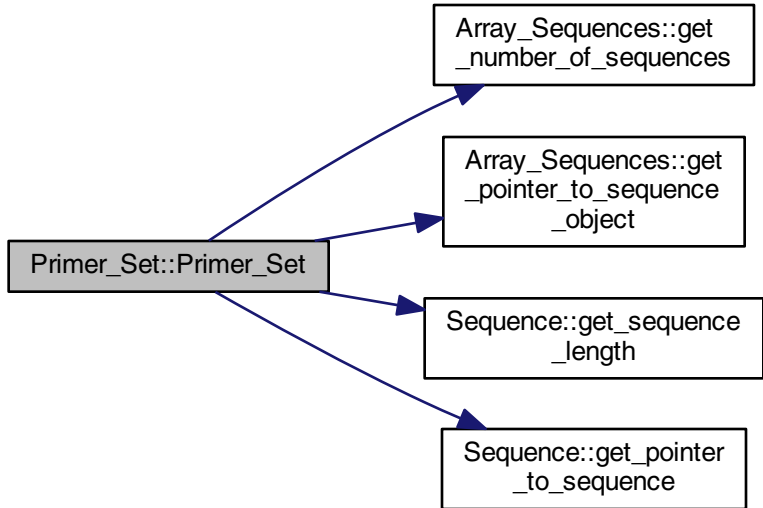 Array_Sequences::get
_number_of_sequences
Array_Sequences::get
_pointer_to_sequence
_object
Primer_Set::Primer_Set
Sequence::get_sequence
_length
Sequence::get_pointer
_to_sequence